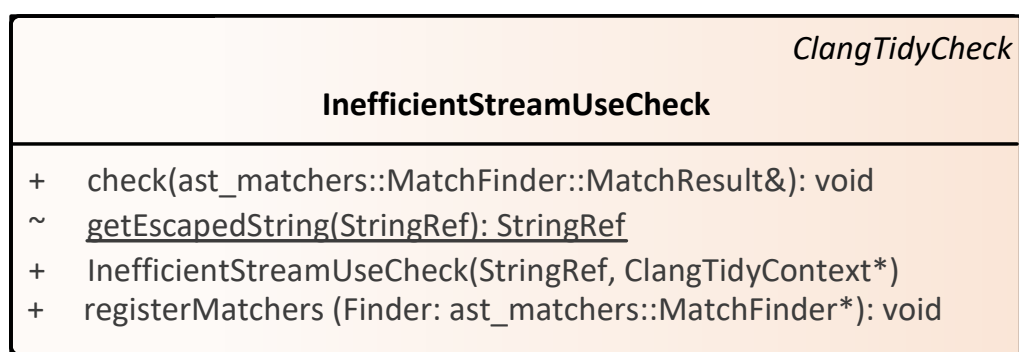 ClangTidyCheck
InefficientStreamUseCheck
+ check(ast_matchers::MatchFinder::MatchResult&): void
~ getEscapedString(StringRef): StringRef
+ InefficientStreamUseCheck(StringRef, ClangTidyContext*)
+ registerMatchers (Finder: ast_matchers::MatchFinder*): void